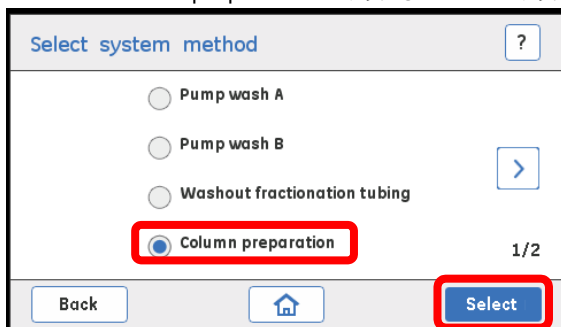 Select system method
?
Pump wash A
Pump wash B
>
Washout fractionation tubing
Column preparation
1/2
Back
Select